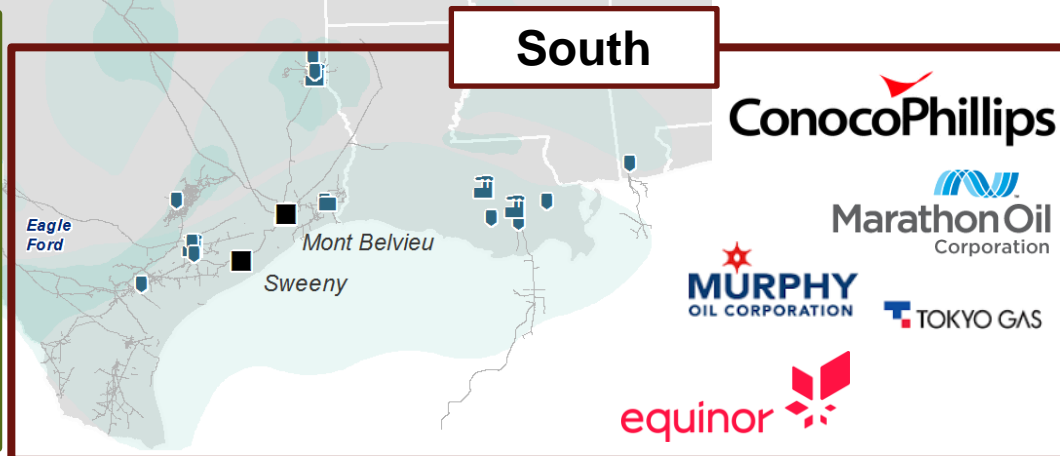 South
Eagle
Ford
Mont Belvieu
Sweeny
ConocoPhillips
Marathon Oil
Corporation
MURPHY
OIL CORPORATION
TOKYO GAS
equinor